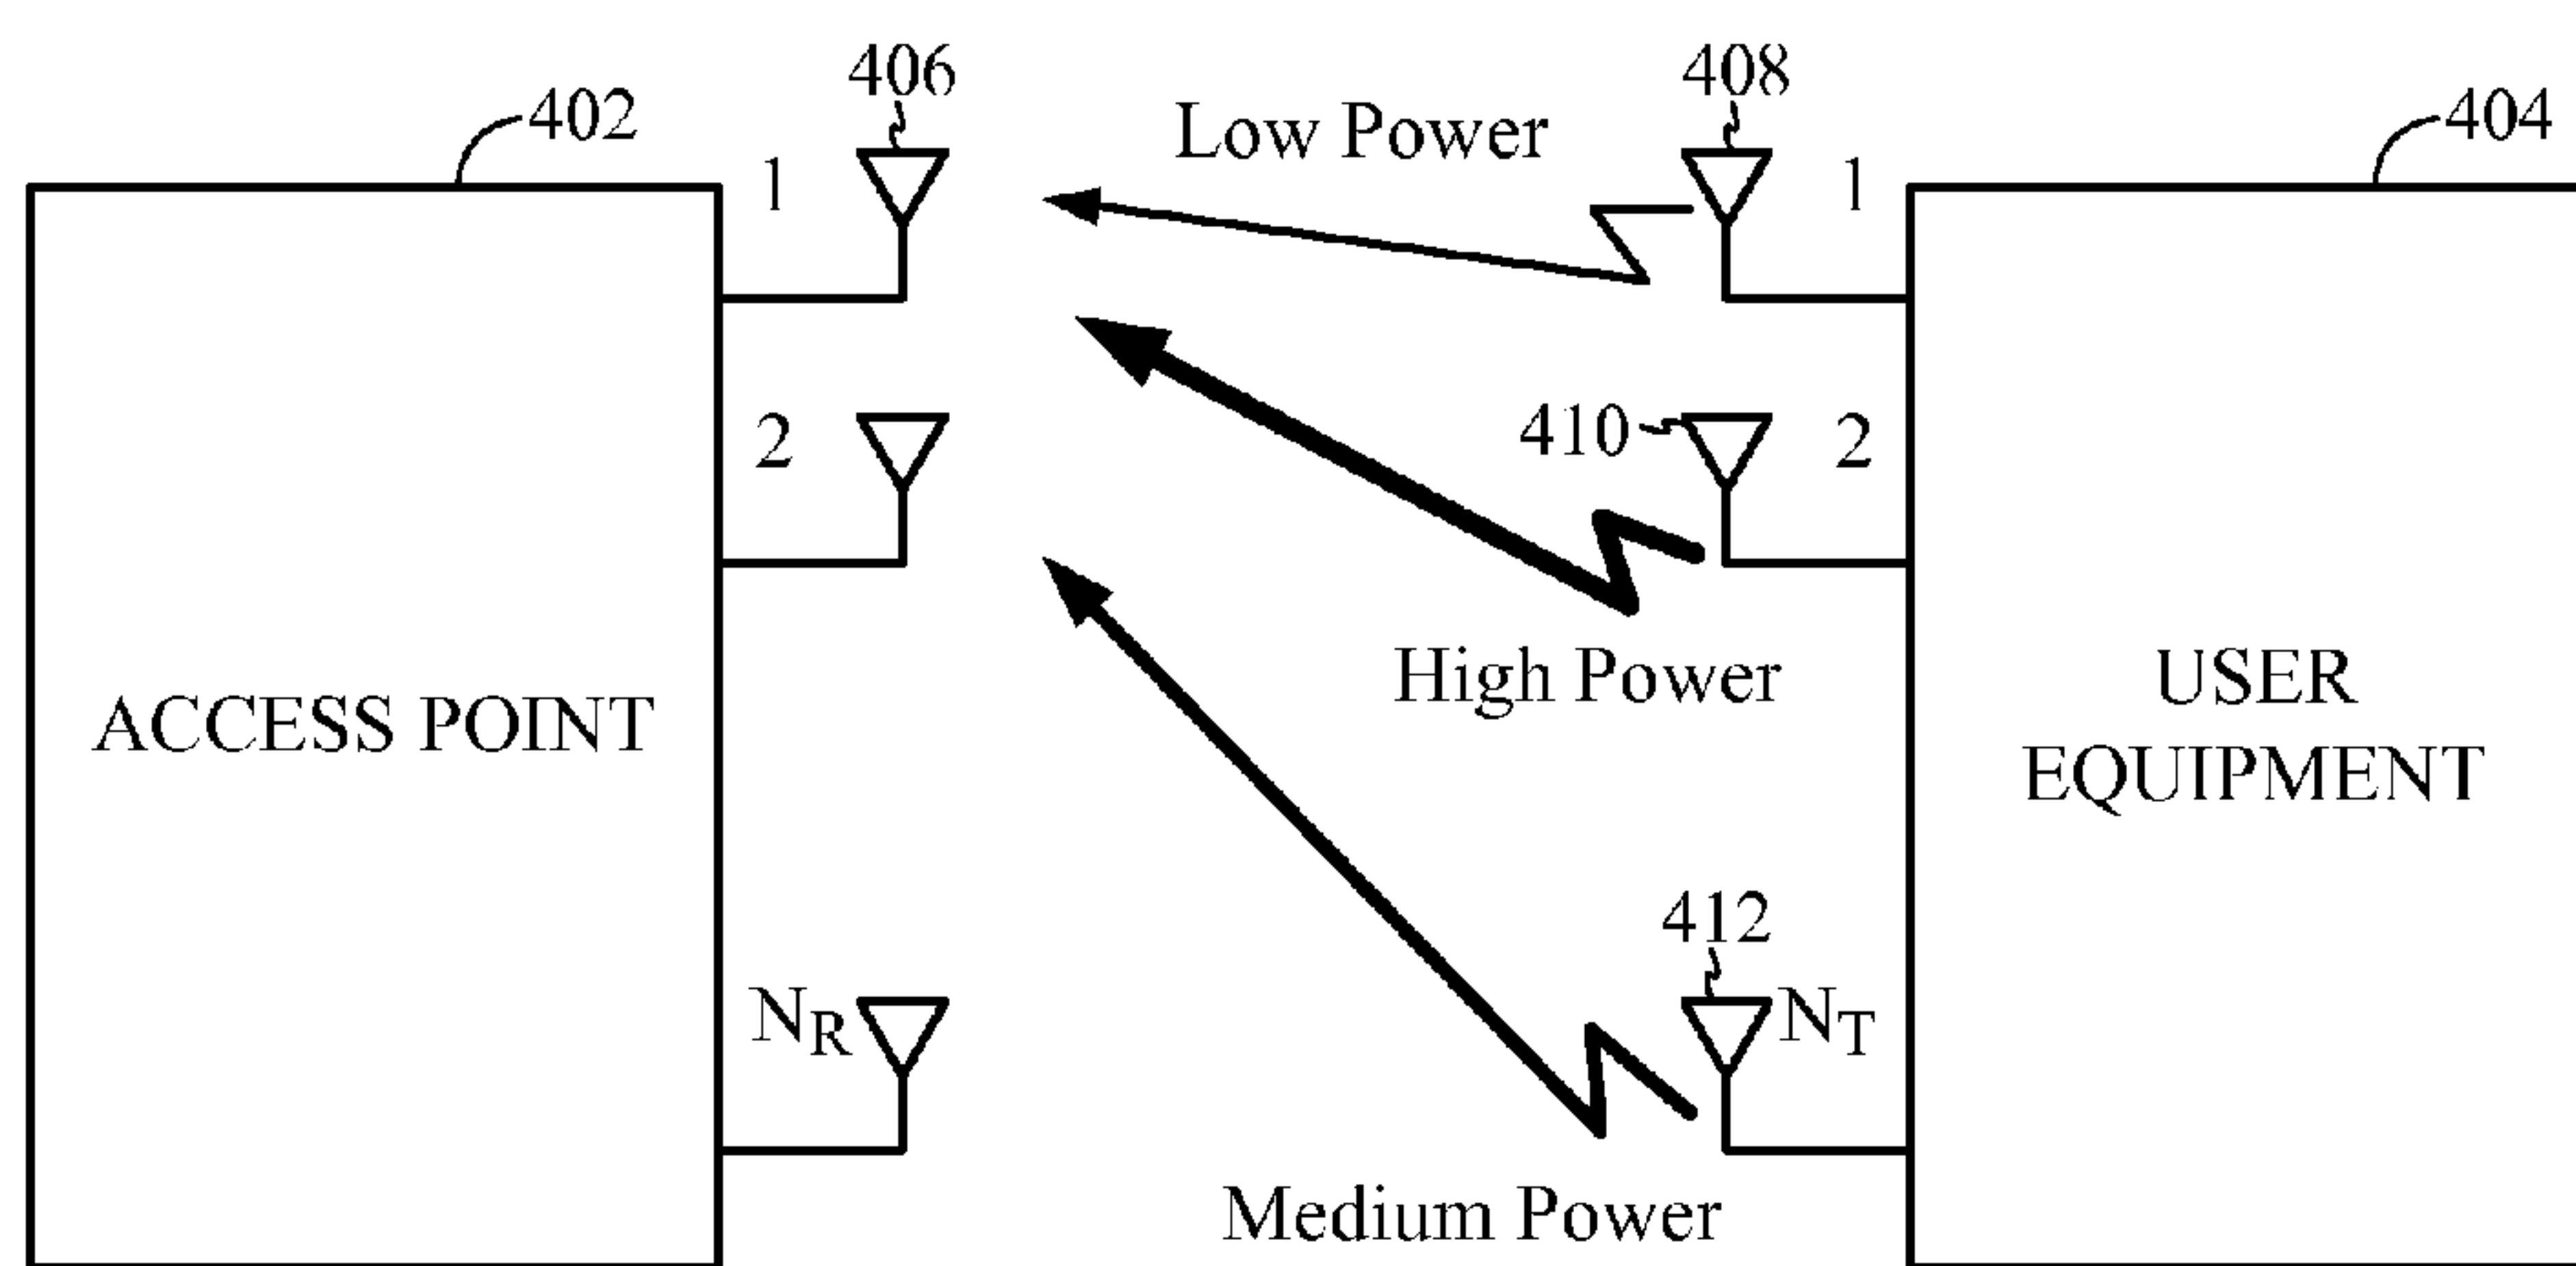 406
408
402
Low Power
404
1
1
2
410
2
High Power
ACCESS POINT
USER
EQUIPMENT
412
NR
NT
Medium Power